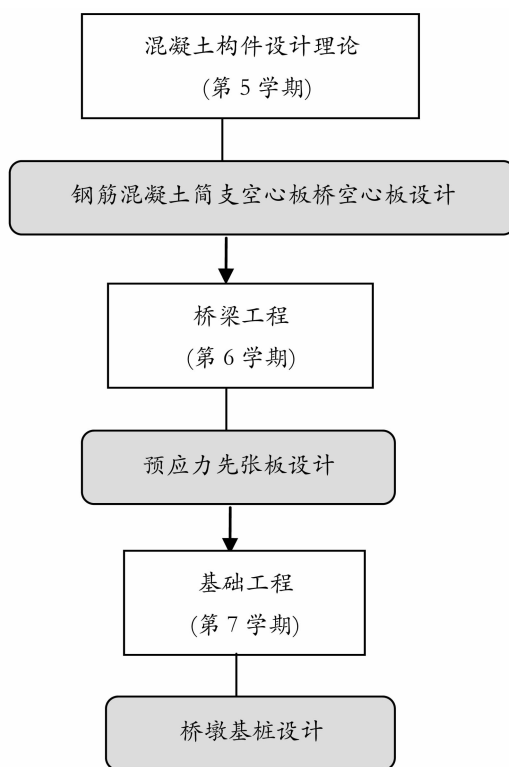 混凝土构件设计理论
(第 5 学期)
钢筋混凝土简支空心板桥空心板设计
桥梁工程
(第 6 学期)
预应力先张板设计
基础工程
(第 7 学期)
桥墩基桩设计